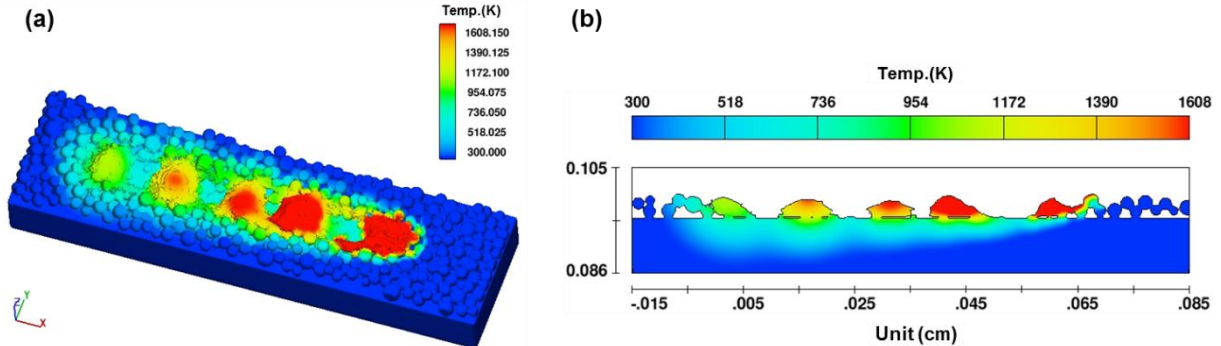 (a)
Temp.(K)
1608.150
1390.125
1172.100
954.075
736.050
518.025
300.000
Z
Y
X
(b)
Temp.(K)
300 518 736 954 1172 1390 1608
0.105
0.086
-.015 .005 .025 .045 .065 .085
Unit (cm)